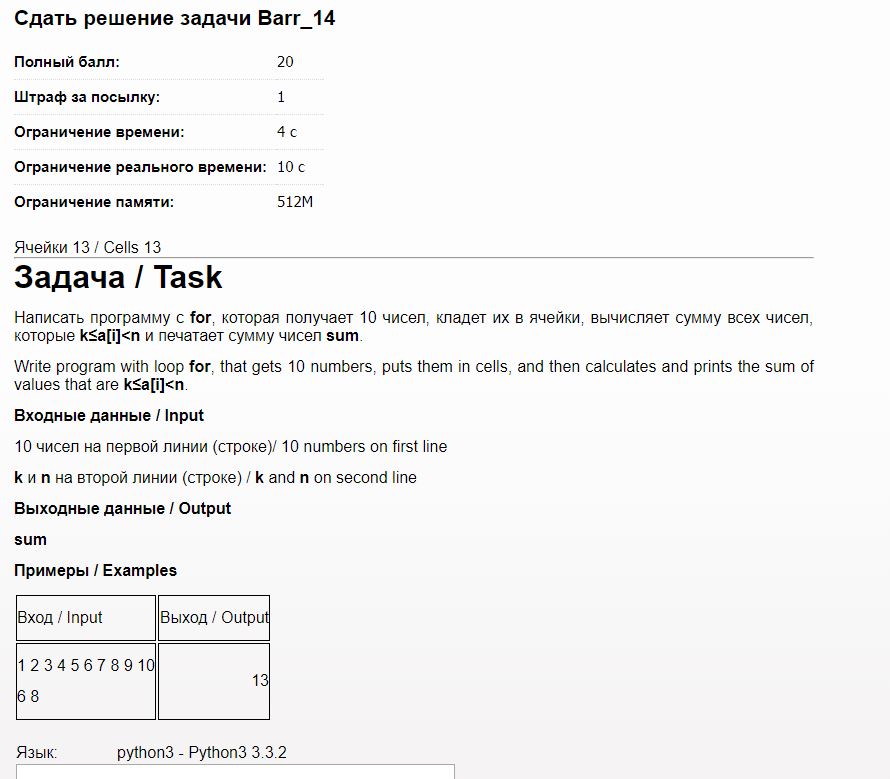 Сдать решение задачи Barr_14
Полный балл: 20
Штраф за посылку: 1
Ограничение времени: 4 с
Ограничение реального времени: 10 с
Ограничение памяти: 512M
Ячейки 13 / Cells 13
Задача / Task
Написать программу с for, которая получает 10 чисел, кладет их в ячейки, вычисляет сумму всех чисел,
которые k≤a[i]<n и печатает сумму чисел sum.
Write program with loop for, that gets 10 numbers, puts them in cells, and then calculates and prints the sum of
values that are k≤a[i]<n.
Входные данные / Input
10 чисел на первой линии (строке)/ 10 numbers on first line
k и n на второй линии (строке) / k and n on second line
Выходные данные / Output
sum
Примеры / Examples
Вход / Input Выход / Output
1 2 3 4 5 6 7 8 9 10
6 8
13
Язык: python3 - Python3 3.3.2